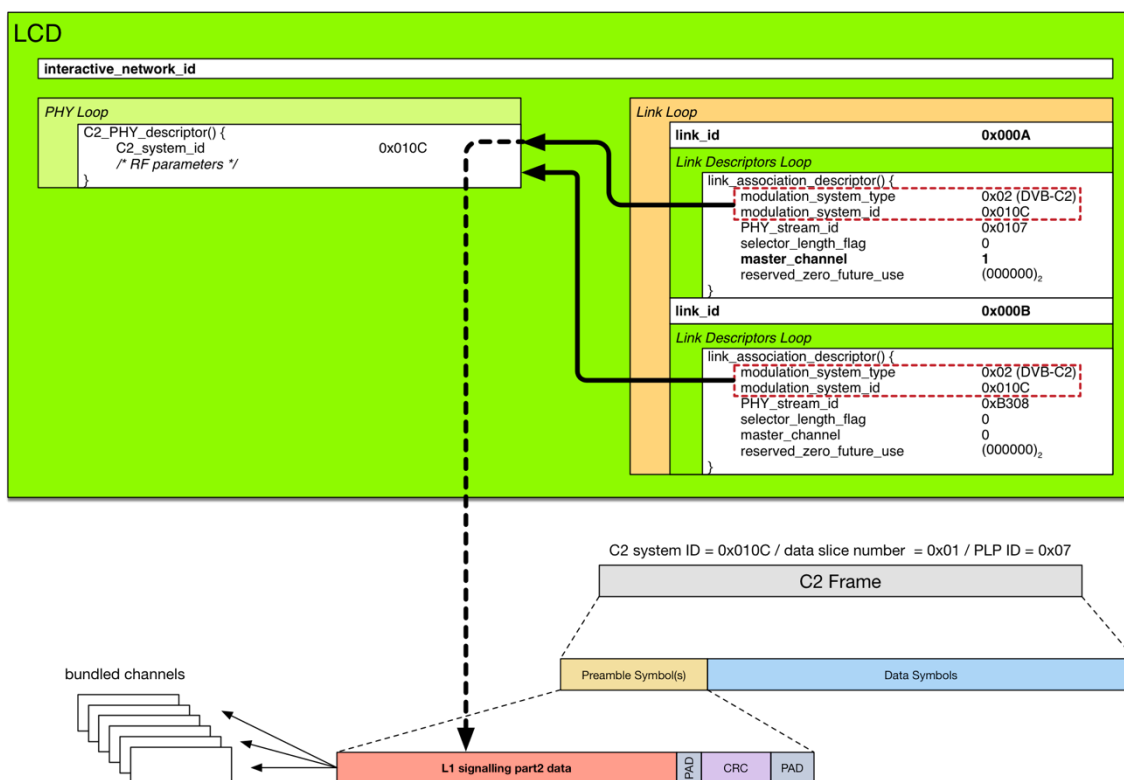 LCD
interactive_network_id
PHY Loop
C2_PHY_descriptor() {
C2_system_id 0x010C
/* RF parameters */
}
Link Loop
link_id 0x000A
Link Descriptors Loop
link_association_descriptor() {
modulation_system_type 0x02 (DVB-C2)
modulation_system_id 0x010C
PHY_stream_id 0x0107
selector_length_flag 0
master_channel 1
reserved_zero_future_use (000000)₂
}
link_id 0x000B
Link Descriptors Loop
link_association_descriptor() {
modulation_system_type 0x02 (DVB-C2)
modulation_system_id 0x010C
PHY_stream_id 0xB308
selector_length_flag 0
master_channel 0
reserved_zero_future_use (000000)₂
}
C2 system ID = 0x010C / data slice number = 0x01 / PLP ID = 0x07
C2 Frame
bundled channels
Preamble Symbol(s) Data Symbols
L1 signalling part2 data PAD CRC PAD